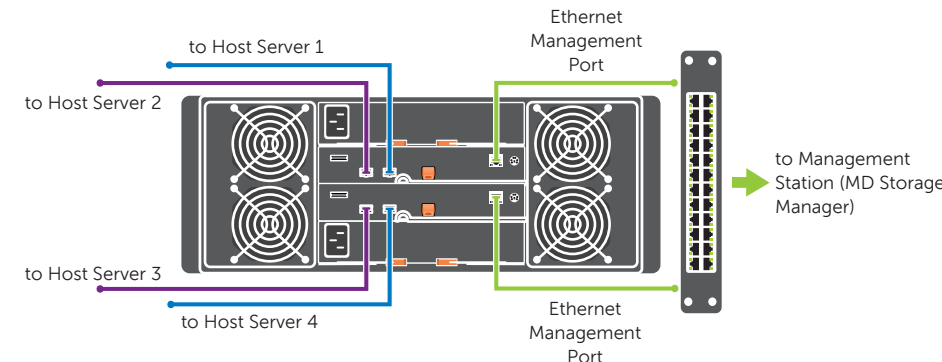 Ethernet
Management
Port
to Host Server 1
to Host Server 2
to Management
Station (MD Storage
Manager)
to Host Server 3
to Host Server 4
Ethernet
Management
Port